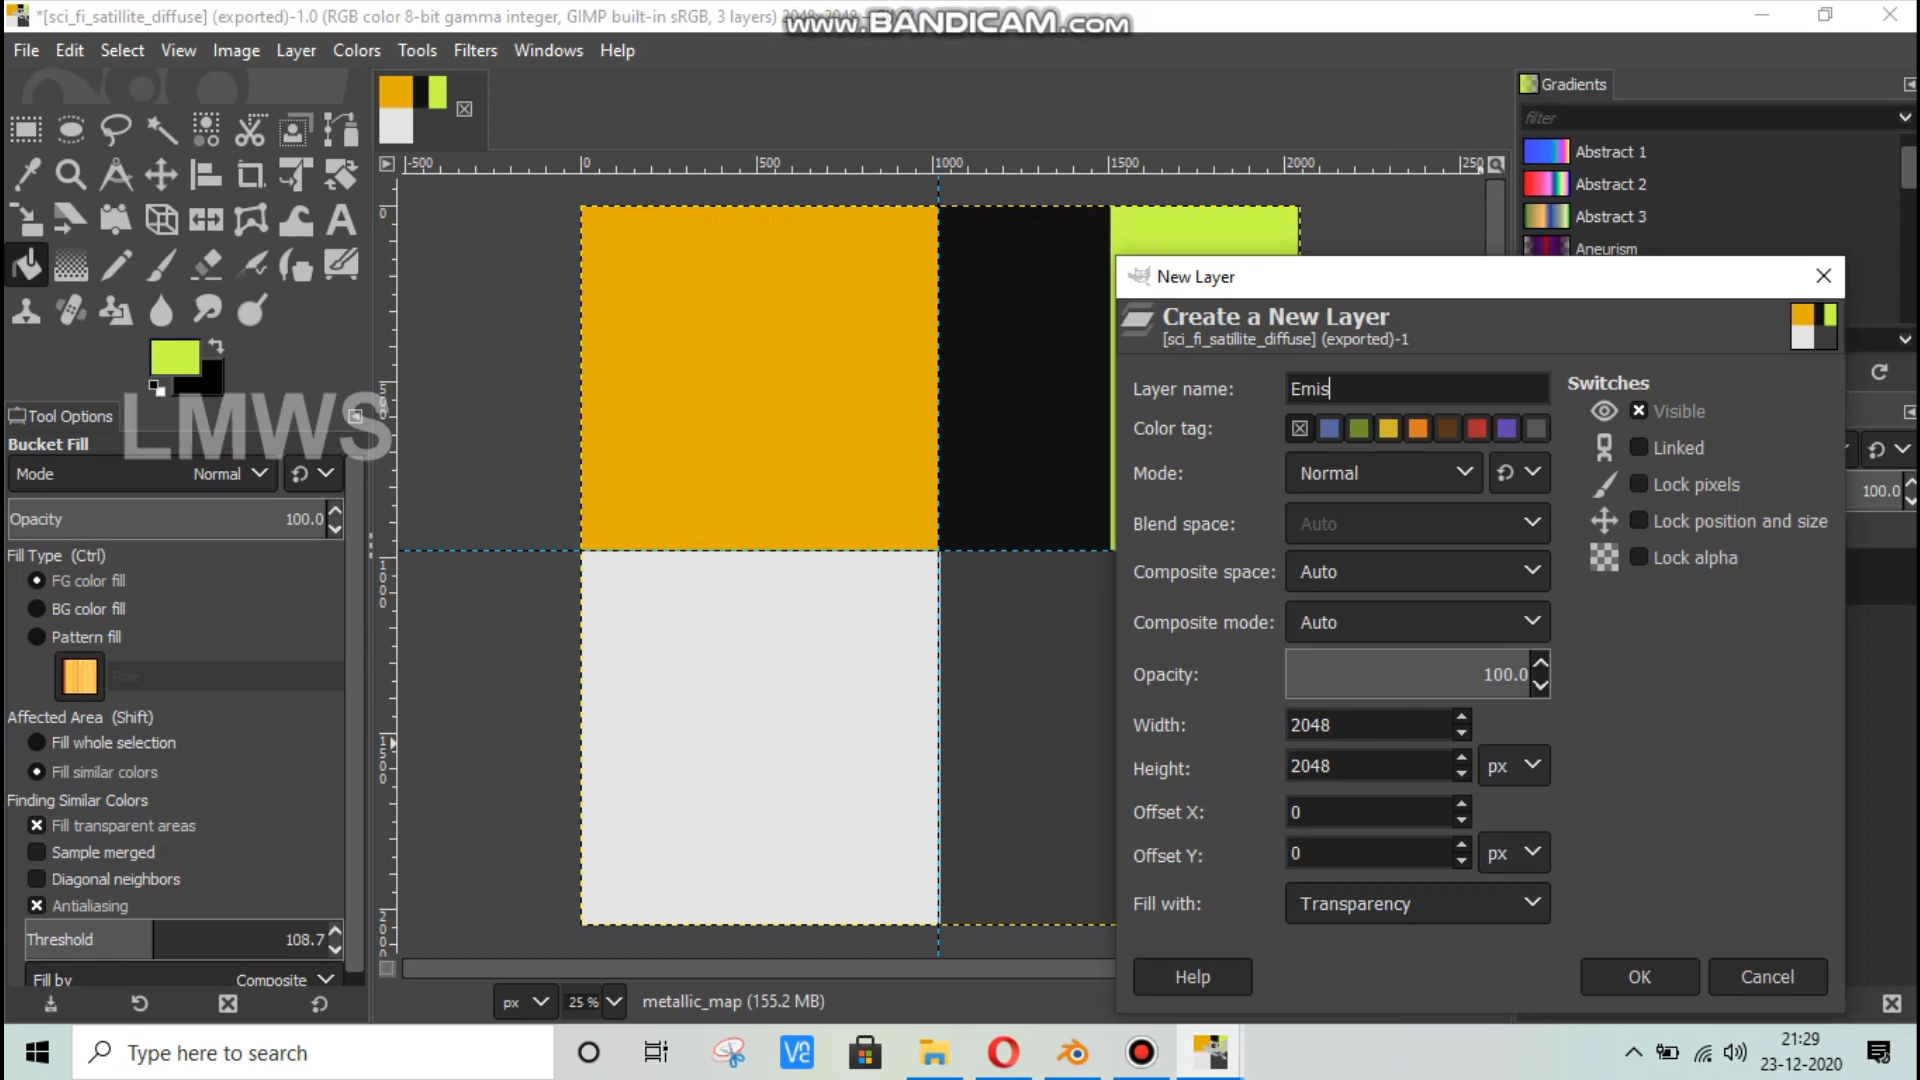 *[sci_fi_satillite_diffuse] (exported)-1.0 (RGB color 8-bit gamma integer, GIMP built-in sRGB, 3 layers) 2048x2048
www.BANDICAM.com
File Edit Select View Image Layer Colors Tools Filters Windows Help
Gradients
filter
-500 0 500 1000 1500 2000 250
Abstract 1
Abstract 2
Abstract 3
Aneurism
0
500
1000
1500
2000
New Layer
Create a New Layer
[sci_fi_satillite_diffuse] (exported)-1
Layer name: Emis
Switches
Color tag:
Visible
Mode: Normal
Linked
Blend space: Auto
Lock pixels
Composite space: Auto
Lock position and size
Composite mode: Auto
Lock alpha
Opacity: 100.0
Width: 2048
Height: 2048 px
Offset X: 0
Offset Y: 0 px
Fill with: Transparency
Help OK Cancel
100.0
LMWS
Tool Options
Bucket Fill
Mode Normal
Opacity 100.0
Fill Type (Ctrl)
FG color fill
BG color fill
Pattern fill
Pine
Affected Area (Shift)
Fill whole selection
Fill similar colors
Finding Similar Colors
Fill transparent areas
Sample merged
Diagonal neighbors
Antialiasing
Threshold 108.7
Fill by Composite
px 25 % metallic_map (155.2 MB)
Type here to search
21:29
23-12-2020